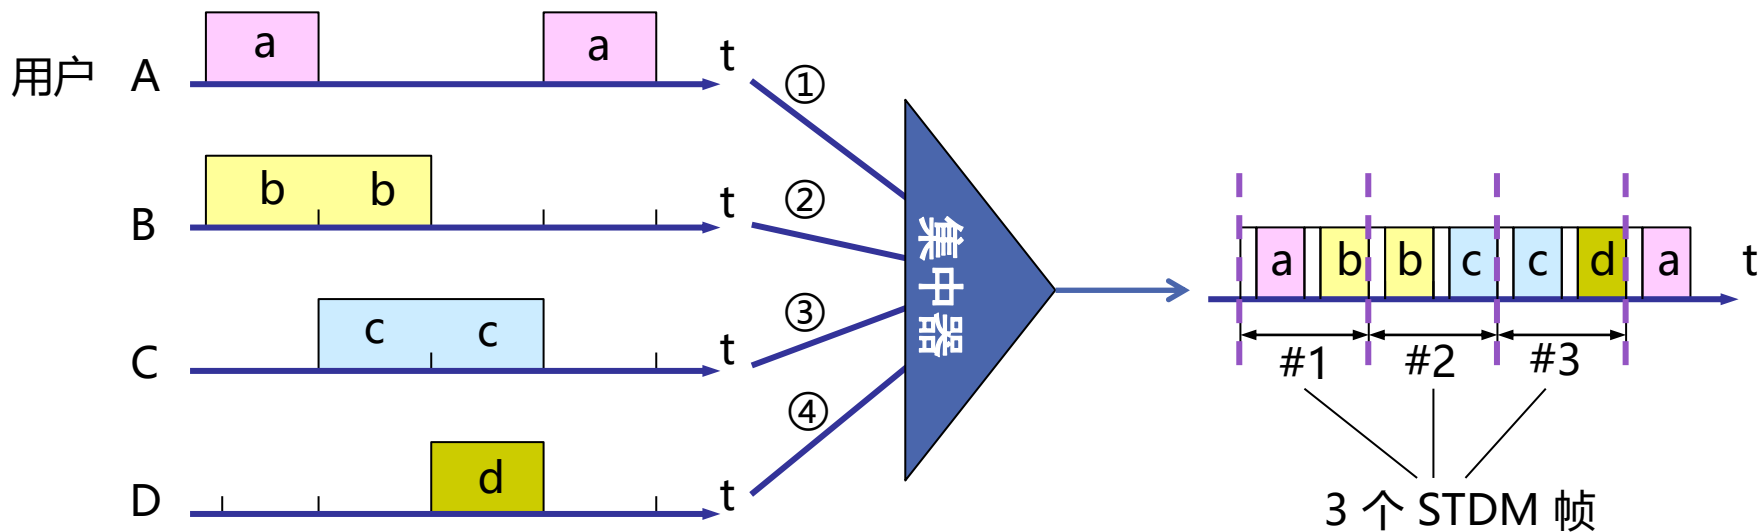 用户 A a a t ①
B b b t ②
C c c t ③
D d t ④
集中器
a b b c c d a t
#1 #2 #3
3 个 STDM 帧